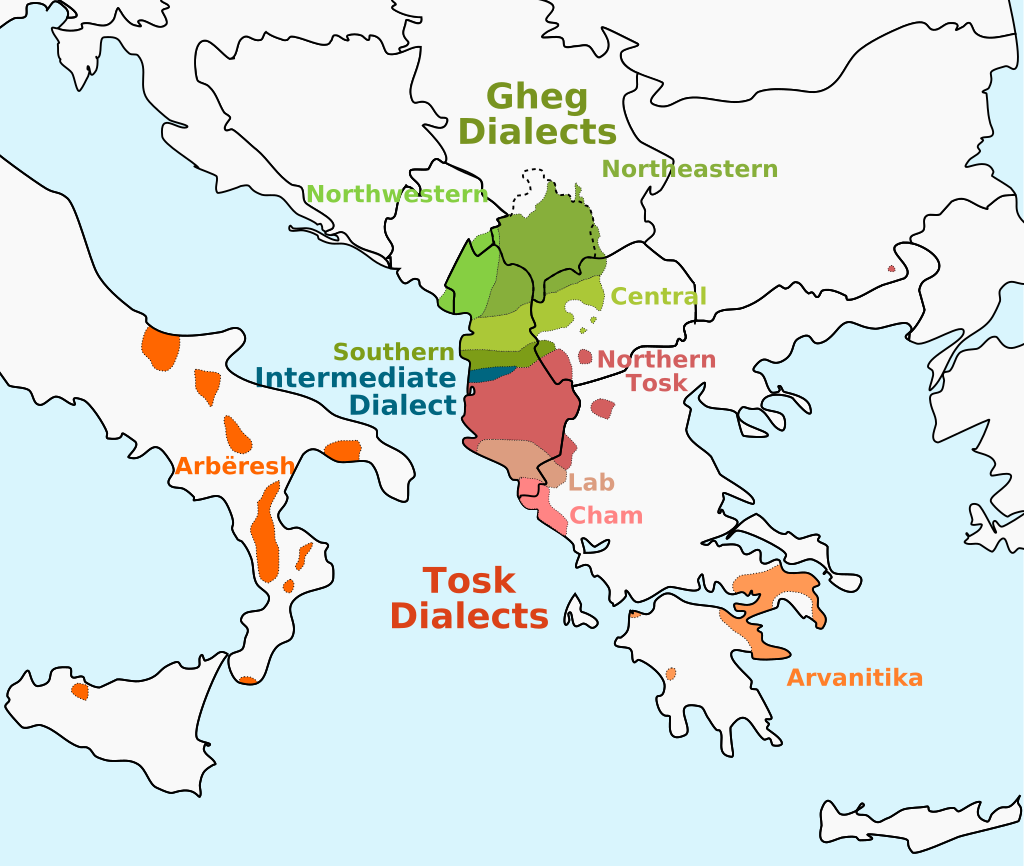 Gheg
Dialects
Northeastern
Northwestern
Central
Southern
Intermediate
Dialect
Northern
Tosk
Arbëresh
Lab
Cham
Tosk
Dialects
Arvanitika